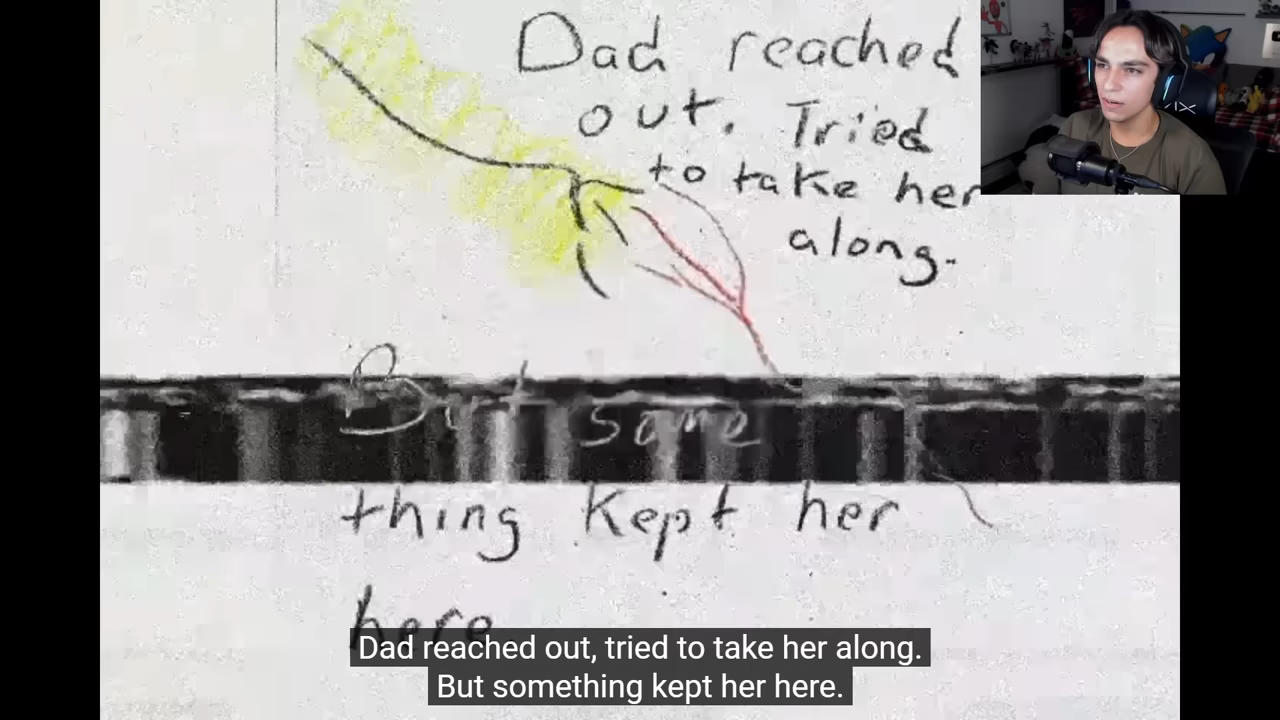 Dad reached
out. Tried
to take her
along.
But some
thing kept her
here.
Dad reached out, tried to take her along.
But something kept her here.